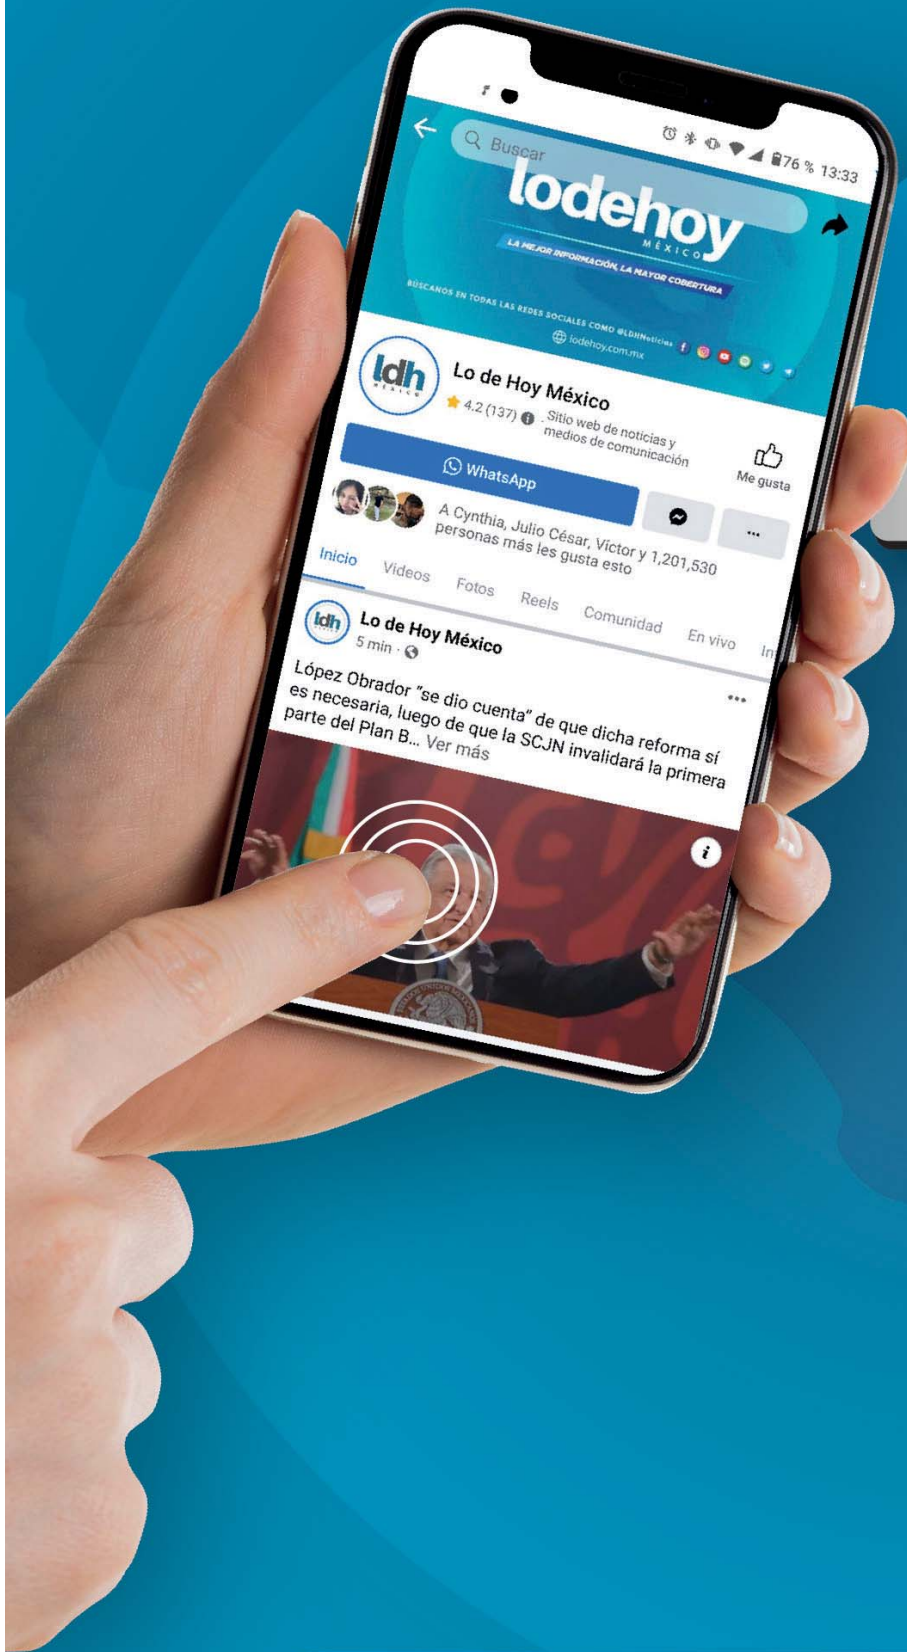 76 % 13:33
Buscar
lodehoy
MÉXICO
LA MEJOR INFORMACIÓN, LA MAYOR COBERTURA
BÚSCANOS EN TODAS LAS REDES SOCIALES COMO @LDHNoticias
lodehoy.com.mx
ldh
MÉXICO
Lo de Hoy México
4.2 (137) · Sitio web de noticias y
medios de comunicación
Me gusta
WhatsApp
A Cynthia, Julio César, Víctor y 1,201,530
personas más les gusta esto
Inicio Videos Fotos Reels Comunidad En vivo In
ldh
MÉXICO
Lo de Hoy México
5 min ·
López Obrador "se dio cuenta" de que dicha reforma sí
es necesaria, luego de que la SCJN invalidará la primera
parte del Plan B... Ver más